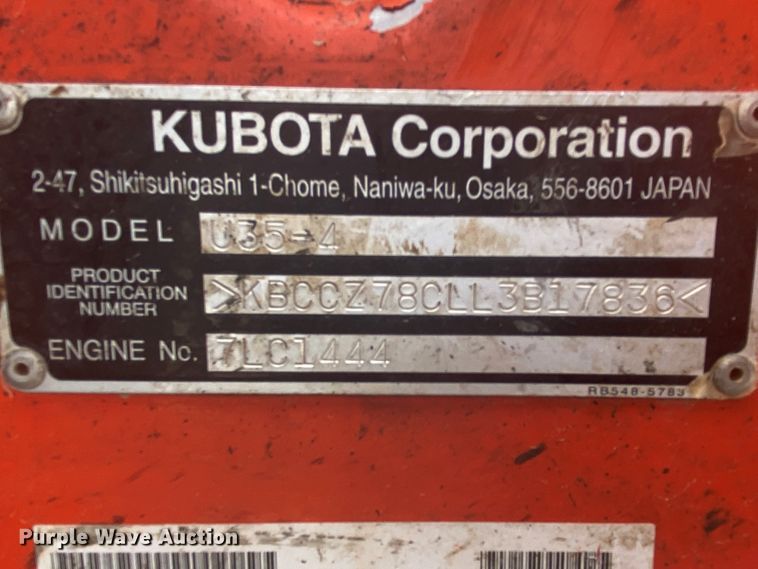 KUBOTA Corporation
2-47, Shikitsuhigashi 1-Chome, Naniwa-ku, Osaka, 556-8601 JAPAN
MODEL U35-4
PRODUCT
IDENTIFICATION
NUMBER
>KBCCZ78CLL3B17836<
ENGINE No. 7LC1444
RB548-5783
Purple Wave Auction